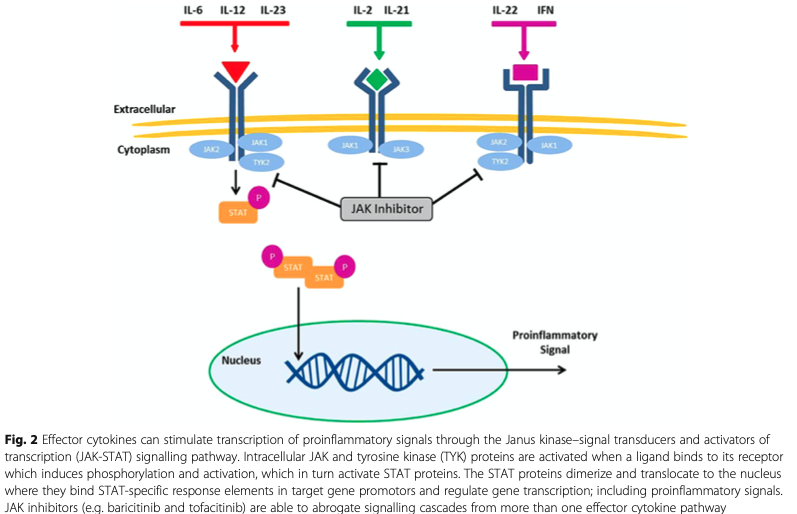 IL-6 IL-12 IL-23 IL-2 IL-21 IL-22 IFN
Extracellular
Cytoplasm
JAK2 JAK1 TYK2
JAK1 JAK3
JAK2 TYK2 JAK1
P
STAT
JAK Inhibitor
P STAT STAT P
Nucleus
Proinflammatory
Signal
Fig. 2 Effector cytokines can stimulate transcription of proinflammatory signals through the Janus kinase–signal transducers and activators of
transcription (JAK-STAT) signalling pathway. Intracellular JAK and tyrosine kinase (TYK) proteins are activated when a ligand binds to its receptor
which induces phosphorylation and activation, which in turn activate STAT proteins. The STAT proteins dimerize and translocate to the nucleus
where they bind STAT-specific response elements in target gene promotors and regulate gene transcription; including proinflammatory signals.
JAK inhibitors (e.g. baricitinib and tofacitinib) are able to abrogate signalling cascades from more than one effector cytokine pathway